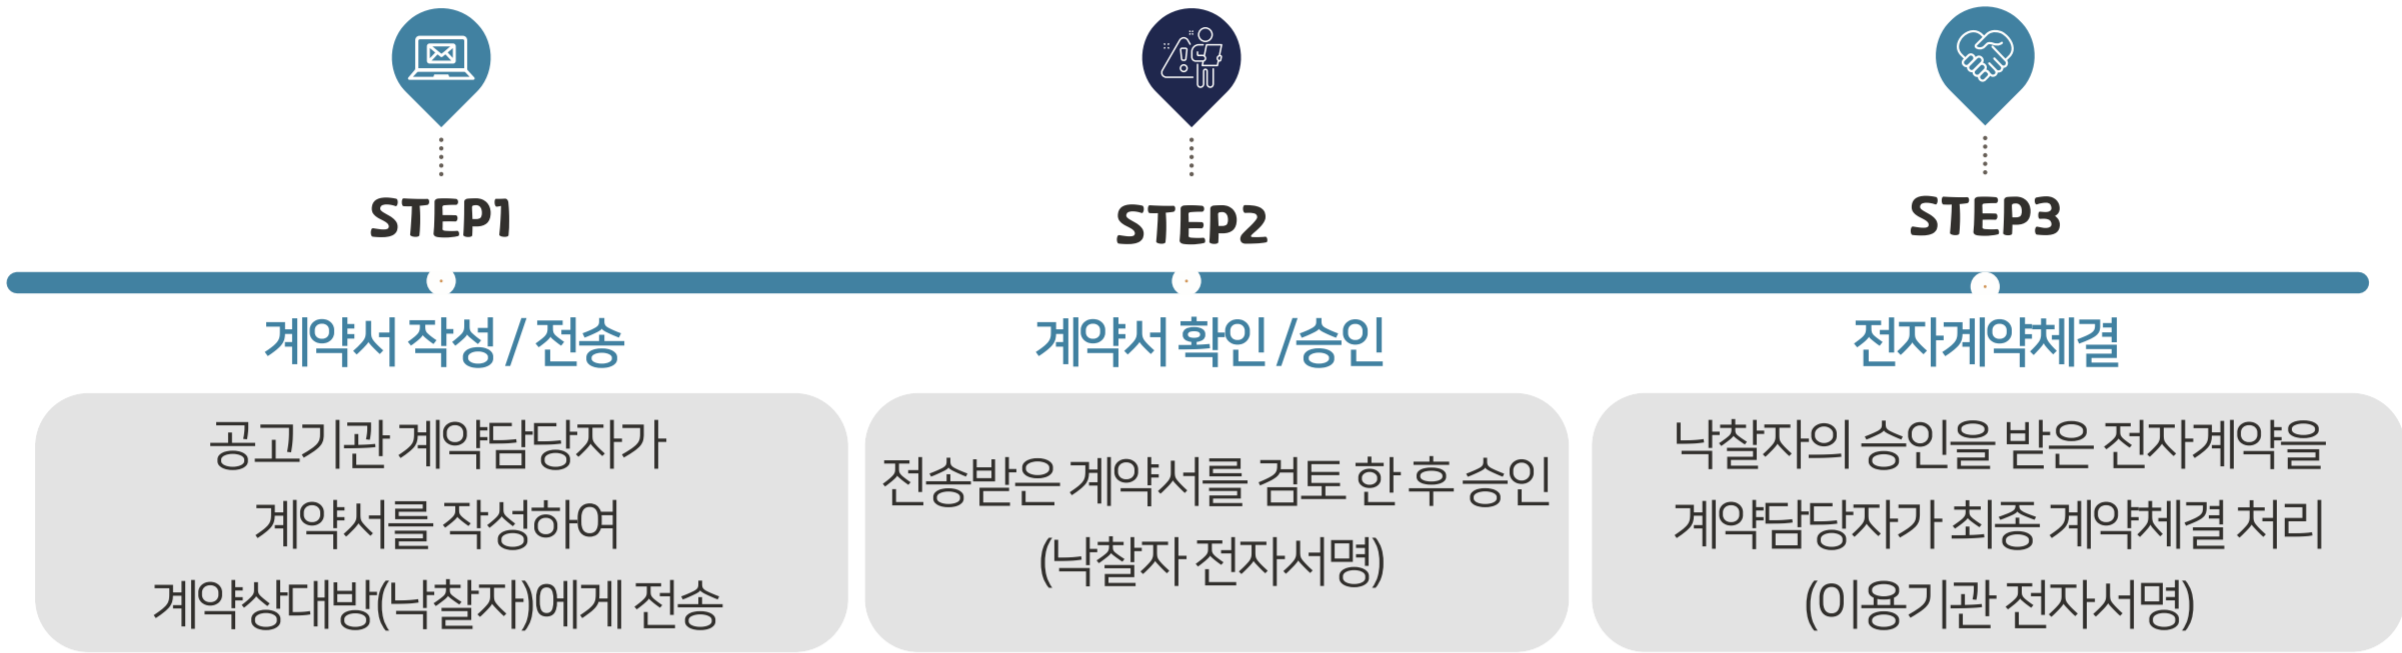 STEP1
계약서 작성 / 전송
공고기관 계약담당자가
계약서를 작성하여
계약상대방(낙찰자)에게 전송
STEP2
계약서 확인 /승인
전송받은 계약서를 검토 한 후 승인
(낙찰자 전자서명)
STEP3
전자계약체결
낙찰자의 승인을 받은 전자계약을
계약담당자가 최종 계약체결 처리
(이용기관 전자서명)